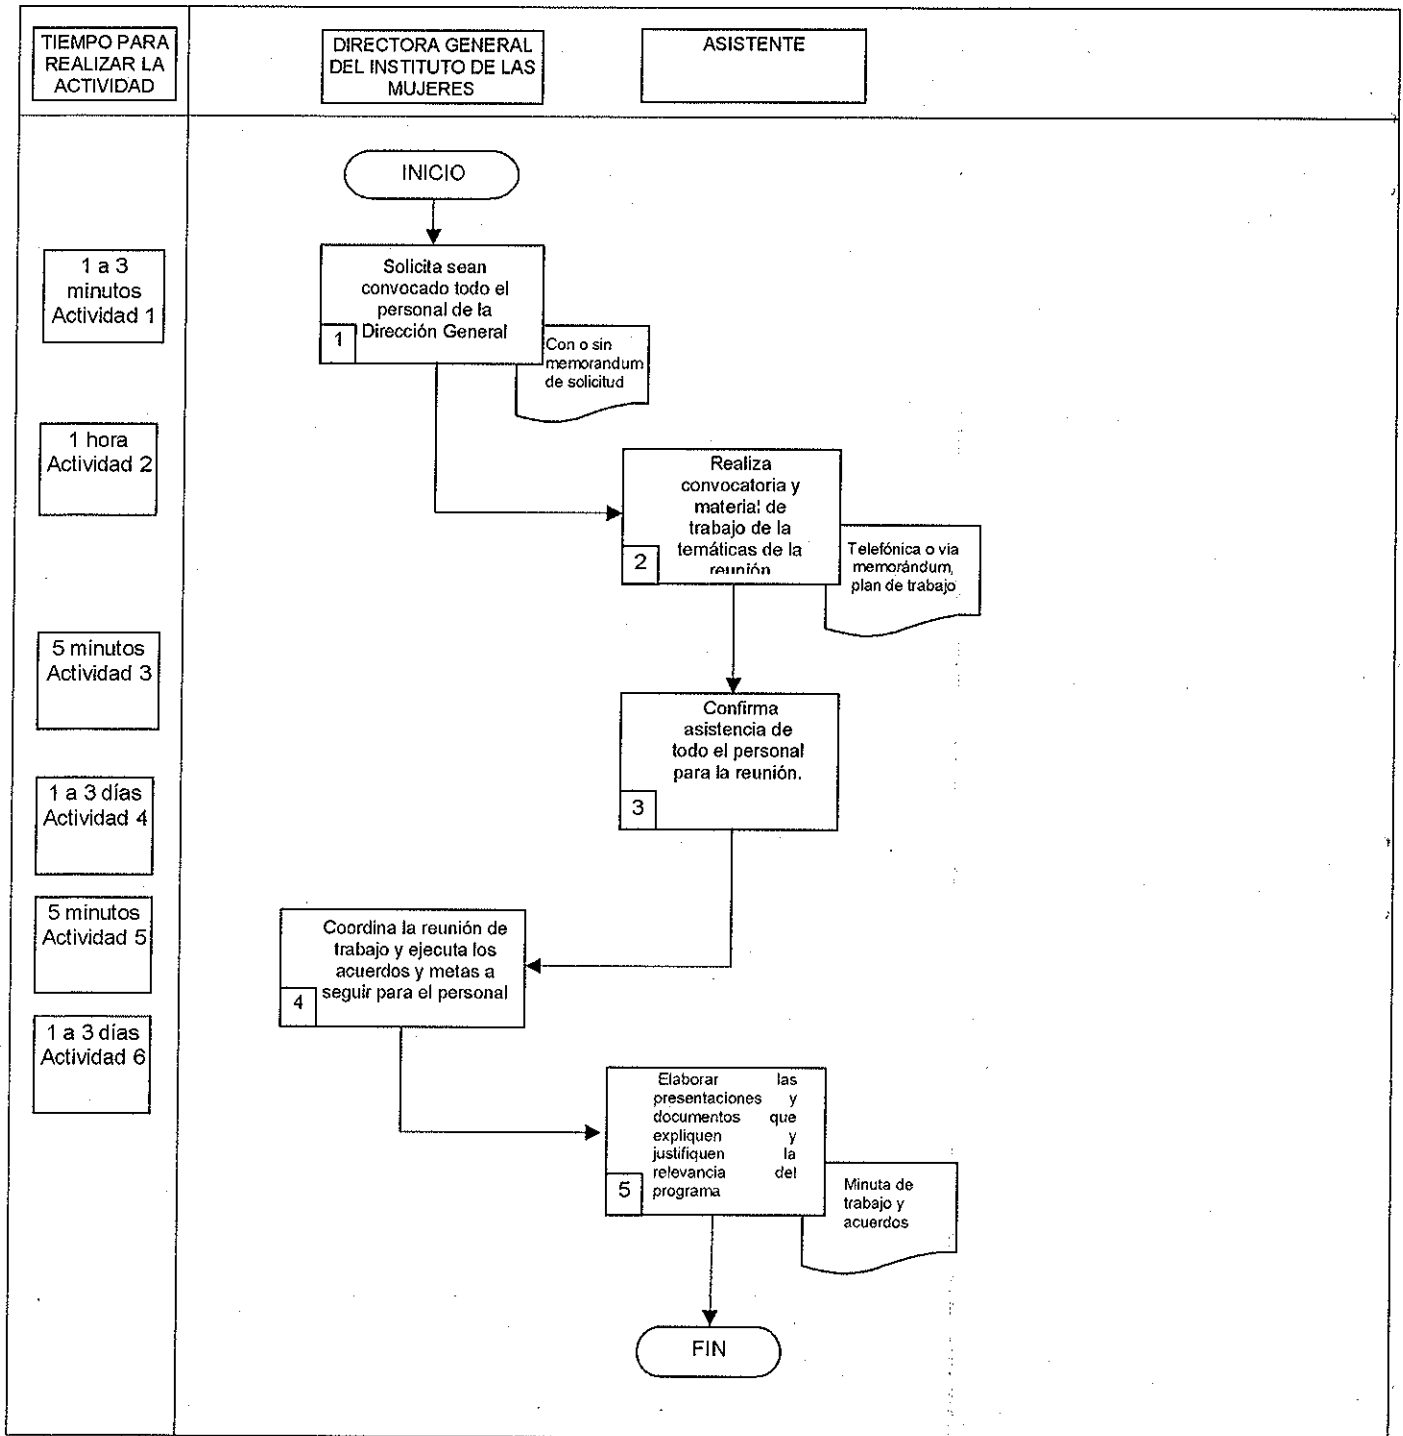 TIEMPO PARA
REALIZAR LA
ACTIVIDAD
DIRECTORA GENERAL
DEL INSTITUTO DE LAS
MUJERES
ASISTENTE
INICIO
1 a 3
minutos
Actividad 1
Solicita sean
convocado todo el
personal de la
Dirección General
1
Con o sin
memorandum
de solicitud
1 hora
Actividad 2
Realiza
convocatoria y
material de
trabajo de la
temáticas de la
reunión
2
Telefónica o via
memorándum,
plan de trabajo
5 minutos
Actividad 3
Confirma
asistencia de
todo el personal
para la reunión.
3
1 a 3 días
Actividad 4
5 minutos
Actividad 5
Coordina la reunión de
trabajo y ejecuta los
acuerdos y metas a
seguir para el personal
4
1 a 3 días
Actividad 6
Elaborar las
presentaciones y
documentos que
expliquen y
justifiquen la
relevancia del
programa
5
Minuta de
trabajo y
acuerdos
FIN